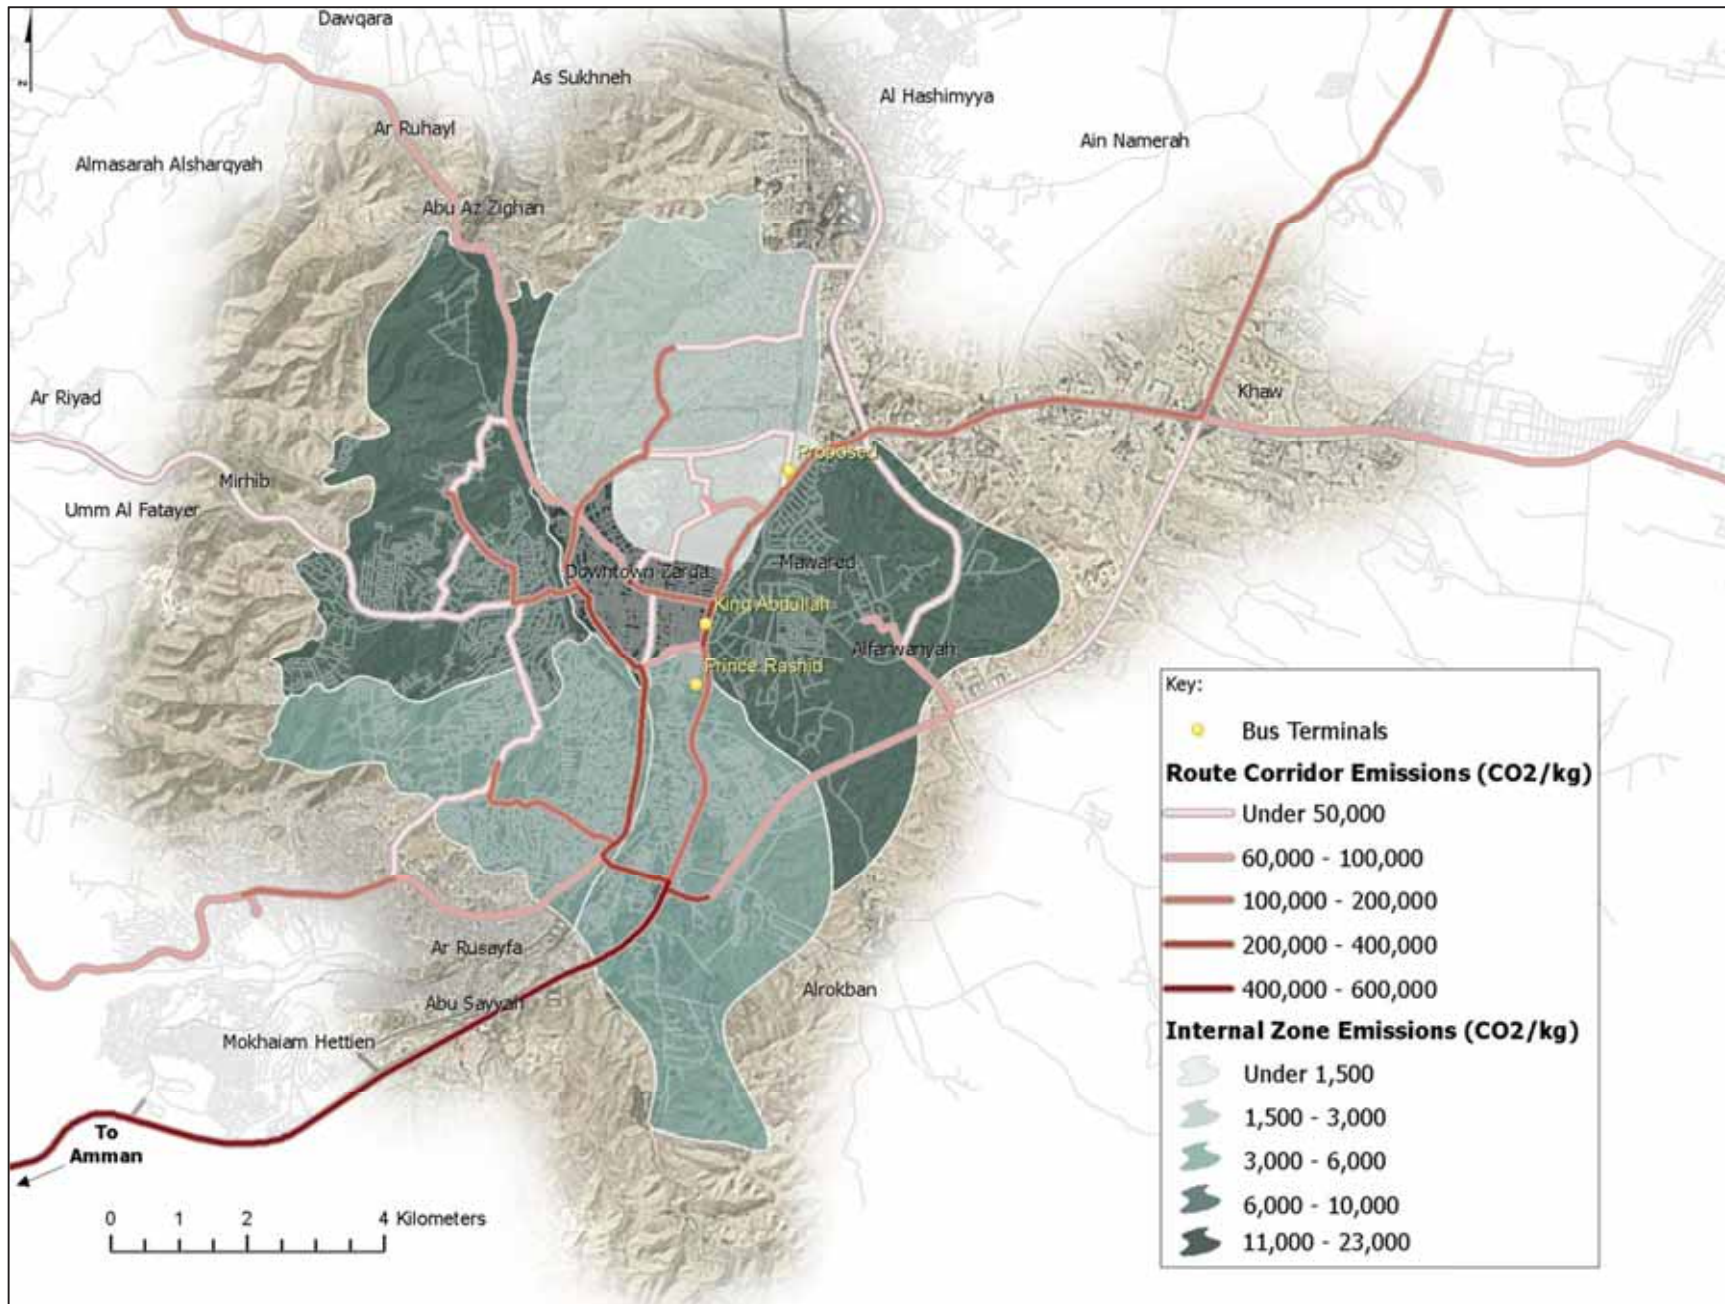 Dawqara
As Sukhneh
Al Hashimyya
Ar Ruhayl
Ain Namerah
Almasarah Alsharqyah
Abu Az Zighan
Ar Riyad
Khaw
Proposed
Mirhib
Umm Al Fatayer
Mawared
Downtown Zarqa
King Abdullah
Alfarwanyah
Prince Rashid
Ar Rusayfa
Abu Sayyah
Alrokban
Mokhaiam Hettien
To
Amman
0 1 2 4 Kilometers
Key:
Bus Terminals
Route Corridor Emissions (CO2/kg)
Under 50,000
60,000 - 100,000
100,000 - 200,000
200,000 - 400,000
400,000 - 600,000
Internal Zone Emissions (CO2/kg)
Under 1,500
1,500 - 3,000
3,000 - 6,000
6,000 - 10,000
11,000 - 23,000